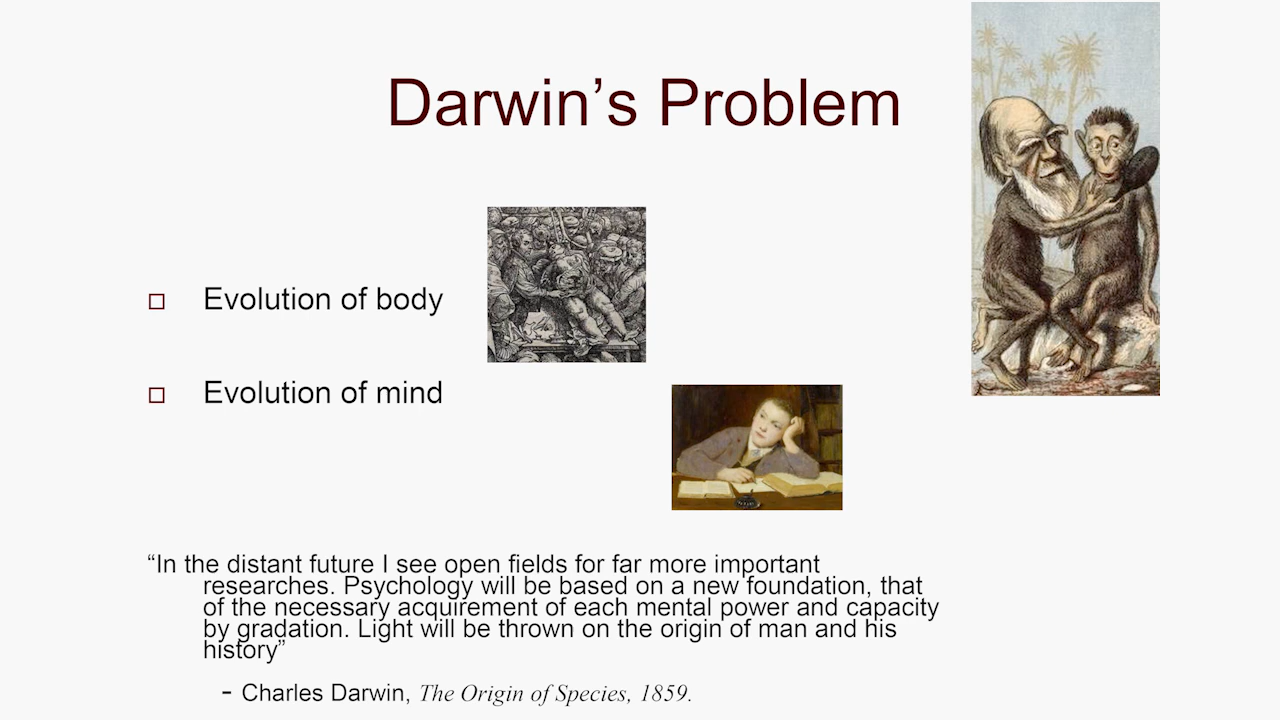 Darwin’s Problem
Evolution of body
Evolution of mind
“In the distant future I see open fields for far more important
researches. Psychology will be based on a new foundation, that
of the necessary acquirement of each mental power and capacity
by gradation. Light will be thrown on the origin of man and his
history”
- Charles Darwin, The Origin of Species, 1859.